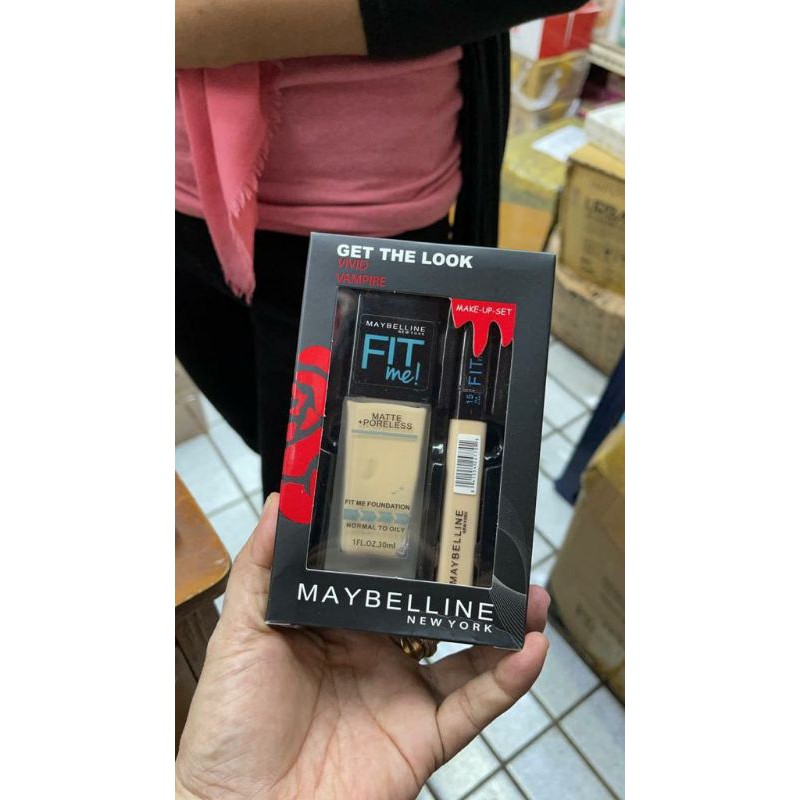 GET THE LOOK
VIVID
VAMPIRE
MAKE-UP-SET
MAYBELLINE
NEW YORK
FIT
me!
MATTE
+PORELESS
FIT ME FOUNDATION
NORMAL TO OILY
1FL.OZ.30ml
15
FIT
MAYBELLINE
NEW YORK
MAYBELLINE
NEW YORK